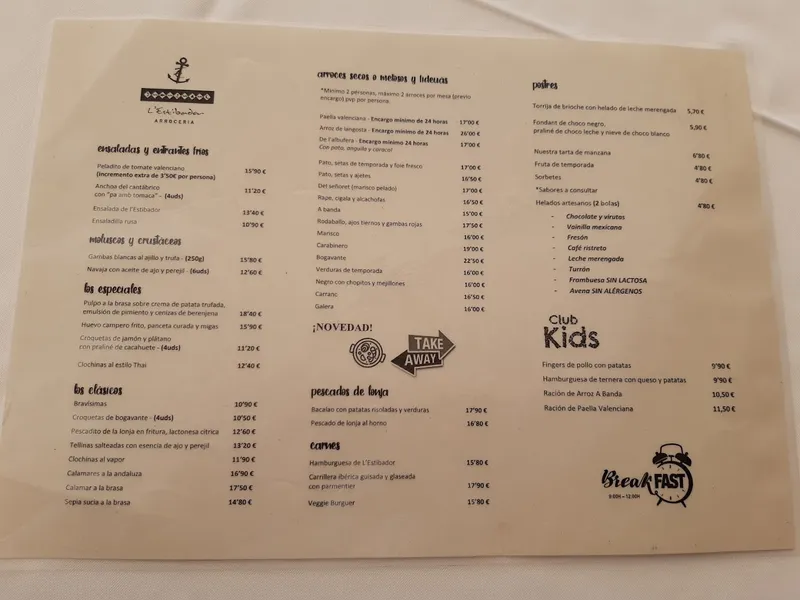 L'Estibador
ARROCERIA
ensaladas y entrantes fríos
Peladito de tomate valenciano
(incremento extra de 3'50€ por persona) 15'90 €
Anchoa del cantábrico
con "pa amb tomaca" – (4uds) 11'20 €
Ensalada de l'Estibador 13'40 €
Ensaladilla rusa 10'90 €
moluscos y crustáceos
Gambas blancas al ajillo y trufa - (250g) 15'80 €
Navaja con aceite de ajo y perejil - (6uds) 12'60 €
los especiales
Pulpo a la brasa sobre crema de patata trufada,
emulsión de pimiento y cenizas de berenjena 18'40 €
Huevo campero frito, panceta curada y migas 15'90 €
Croquetas de jamón y plátano
con praliné de cacahuete - (4uds) 11'20 €
Clochinas al estilo Thai 12'40 €
los clásicos
Bravísimas 10'90 €
Croquetas de bogavante - (4uds) 10'50 €
Pescadito de la lonja en fritura, lactonesa cítrica 12'60 €
Tellinas salteadas con esencia de ajo y perejil 13'20 €
Clochinas al vapor 11'90 €
Calamares a la andaluza 16'90 €
Calamar a la brasa 17'50 €
Sepia sucia a la brasa 14'80 €
arroces secos o melosos y fideuás
*Mínimo 2 personas, máximo 2 arroces por mesa (previo
encargo) pvp por persona.
Paella valenciana - Encargo mínimo de 24 horas 17'00 €
Arroz de langosta - Encargo mínimo de 24 horas 26'00 €
De l'albufera - Encargo mínimo 24 horas 17'00 €
Con pato, anguila y caracol
Pato, setas de temporada y foie fresco 17'00 €
Pato, setas y ajetes 16'50 €
Del señoret (marisco pelado) 17'00 €
Rape, cigala y alcachofas 16'50 €
A banda 15'00 €
Rodaballo, ajos tiernos y gambas rojas 17'50 €
Marisco 16'00 €
Carabinero 19'00 €
Bogavante 22'50 €
Verduras de temporada 16'00 €
Negro con chopitos y mejillones 16'00 €
Carranc 16'50 €
Galera 16'00 €
¡NOVEDAD!
TAKE
AWAY
pescados de lonja
Bacalao con patatas risoladas y verduras 17'90 €
Pescado de lonja al horno 16'80 €
carnes
Hamburguesa de L'Estibador 15'80 €
Carrillera ibérica guisada y glaseada
con parmentier 17'90 €
Veggie Burguer 15'80 €
postres
Torrija de brioche con helado de leche merengada 5,70 €
Fondant de choco negro,
praliné de choco leche y nieve de choco blanco 5,90 €
Nuestra tarta de manzana 6'80 €
Fruta de temporada 4'80 €
Sorbetes 4'80 €
*Sabores a consultar
Helados artesanos (2 bolas) 4'80 €
- Chocolate y virutas
- Vainilla mexicana
- Fresón
- Café ristreto
- Leche merengada
- Turrón
- Frambuesa SIN LACTOSA
- Avena SIN ALÉRGENOS
Club
Kids
Fingers de pollo con patatas 9'90 €
Hamburguesa de ternera con queso y patatas 9'90 €
Ración de Arroz A Banda 10,50 €
Ración de Paella Valenciana 11,50 €
BreakFAST
9:00H – 12:00H